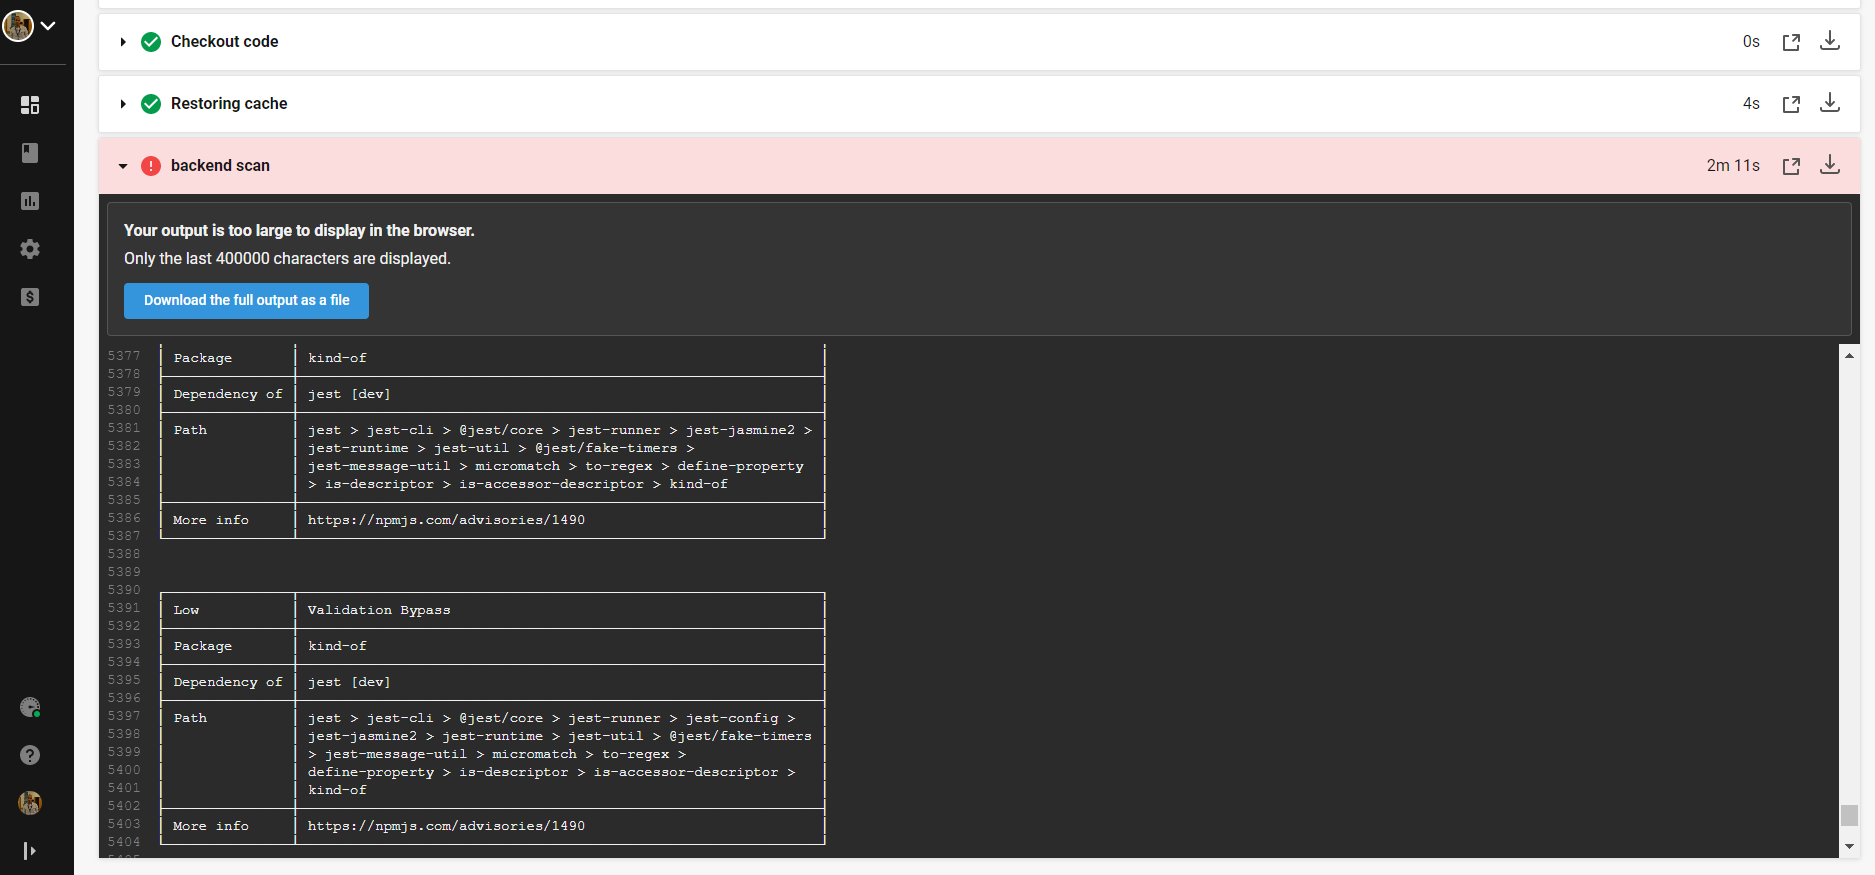 Checkout code 0s
Restoring cache 4s
backend scan 2m 11s
Your output is too large to display in the browser.
Only the last 400000 characters are displayed.
Download the full output as a file
5377 Package kind-of
5378
5379 Dependency of jest [dev]
5380
5381 Path jest > jest-cli > @jest/core > jest-runner > jest-jasmine2 >
5382 jest-runtime > jest-util > @jest/fake-timers >
5383 jest-message-util > micromatch > to-regex > define-property
5384 > is-descriptor > is-accessor-descriptor > kind-of
5385
5386 More info https://npmjs.com/advisories/1490
5387
5388
5389
5390
5391 Low Validation Bypass
5392
5393 Package kind-of
5394
5395 Dependency of jest [dev]
5396
5397 Path jest > jest-cli > @jest/core > jest-runner > jest-config >
5398 jest-jasmine2 > jest-runtime > jest-util > @jest/fake-timers
5399 > jest-message-util > micromatch > to-regex >
5400 define-property > is-descriptor > is-accessor-descriptor >
5401 kind-of
5402
5403 More info https://npmjs.com/advisories/1490
5404